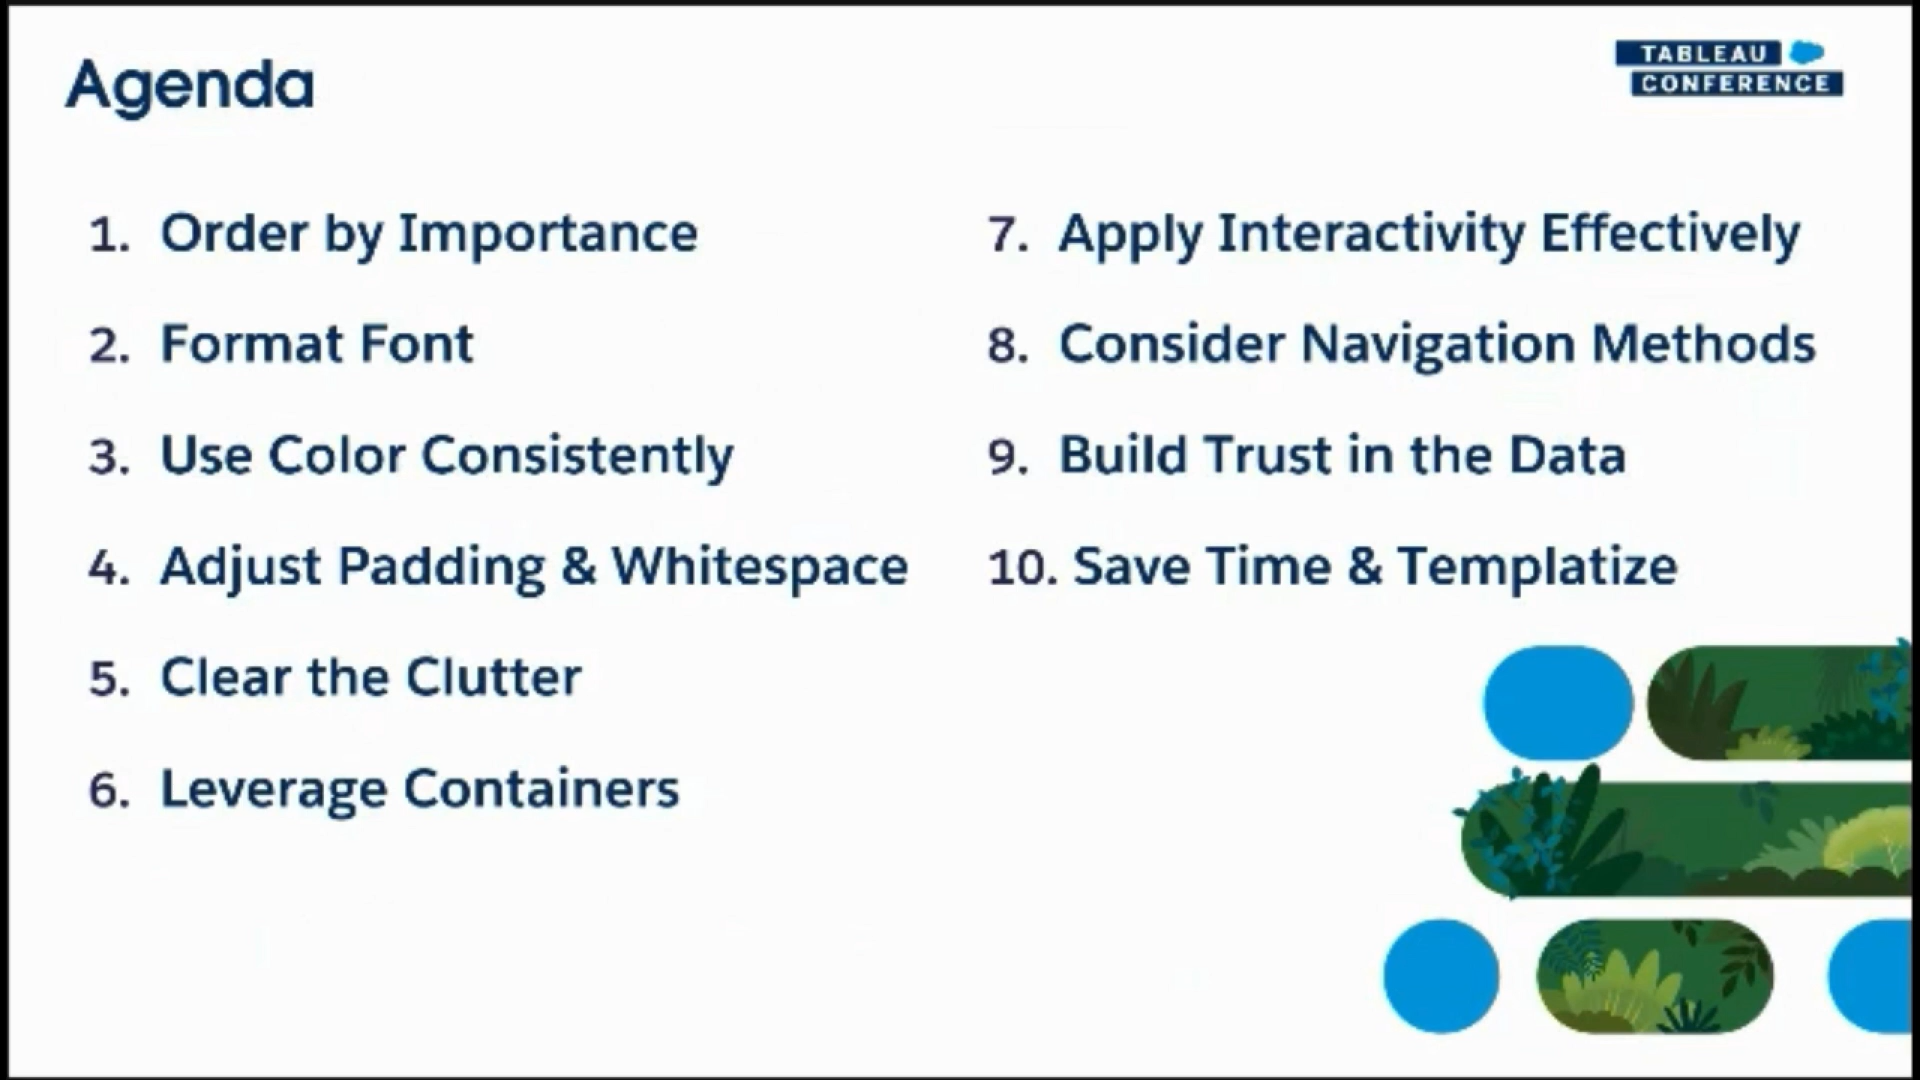 Agenda
TABLEAU
CONFERENCE
1. Order by Importance
2. Format Font
3. Use Color Consistently
4. Adjust Padding & Whitespace
5. Clear the Clutter
6. Leverage Containers
7. Apply Interactivity Effectively
8. Consider Navigation Methods
9. Build Trust in the Data
10. Save Time & Templatize